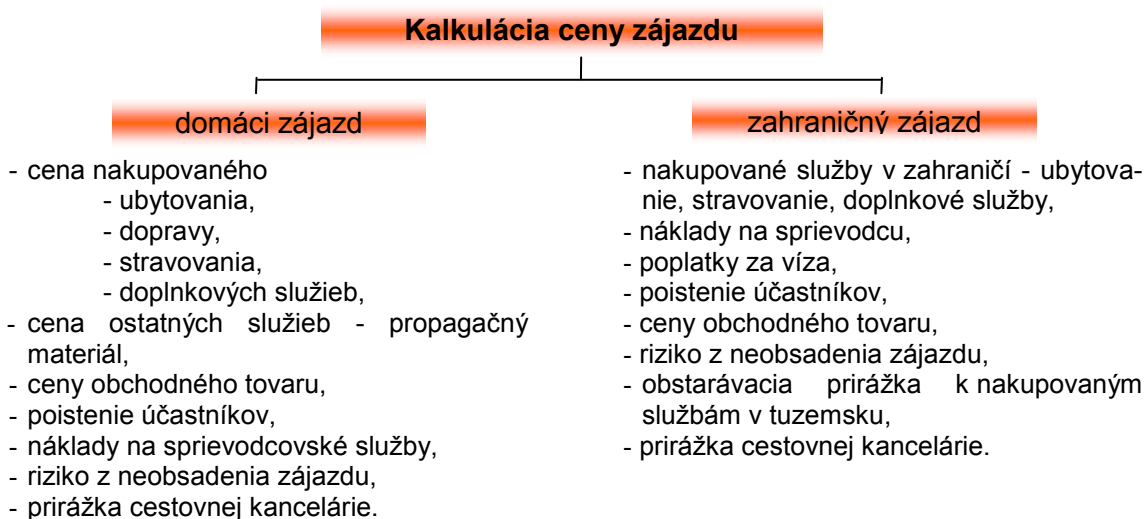 Kalkulácia ceny zájazdu
domáci zájazd
- cena nakupovaného
- ubytovania,
- dopravy,
- stravovania,
- doplnkových služieb,
- cena ostatných služieb - propagačný
materiál,
- ceny obchodného tovaru,
- poistenie účastníkov,
- náklady na sprievodcovské služby,
- riziko z neobsadenia zájazdu,
- prirážka cestovnej kancelárie.
zahraničný zájazd
- nakupované služby v zahraničí - ubytova-
nie, stravovanie, doplnkové služby,
- náklady na sprievodcu,
- poplatky za víza,
- poistenie účastníkov,
- ceny obchodného tovaru,
- riziko z neobsadenia zájazdu,
- obstarávacia prirážka k nakupovaným
službám v tuzemsku,
- prirážka cestovnej kancelárie.